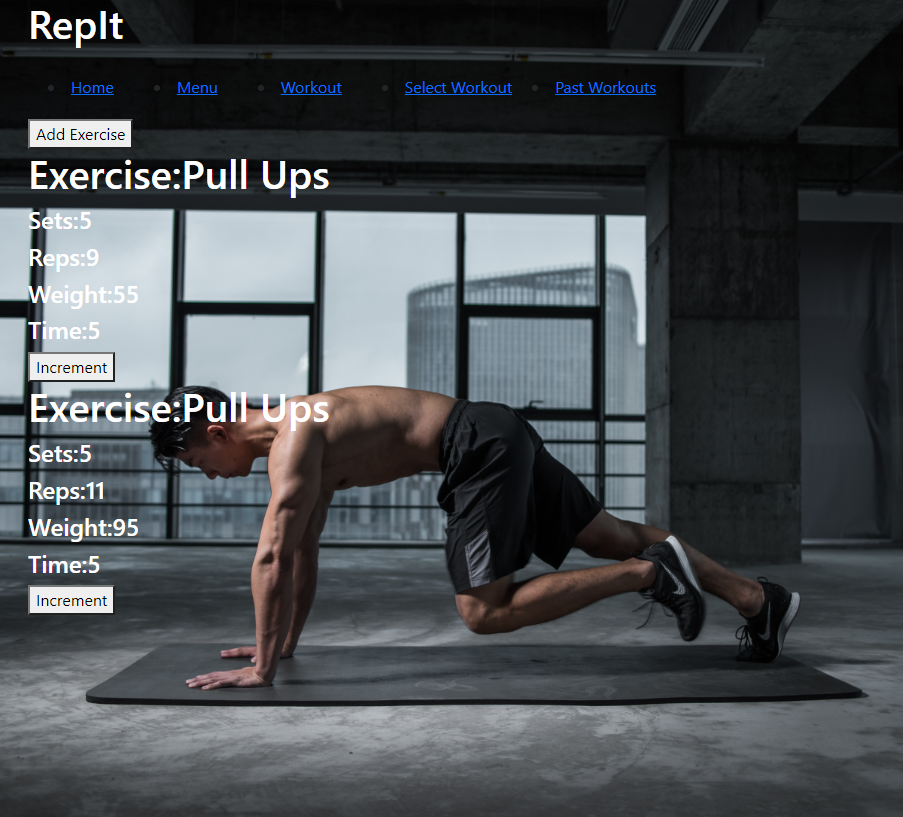 RepIt
Home Menu Workout Select Workout Past Workouts
Add Exercise
Exercise:Pull Ups
Sets:5
Reps:9
Weight:55
Time:5
Increment
Exercise:Pull Ups
Sets:5
Reps:11
Weight:95
Time:5
Increment